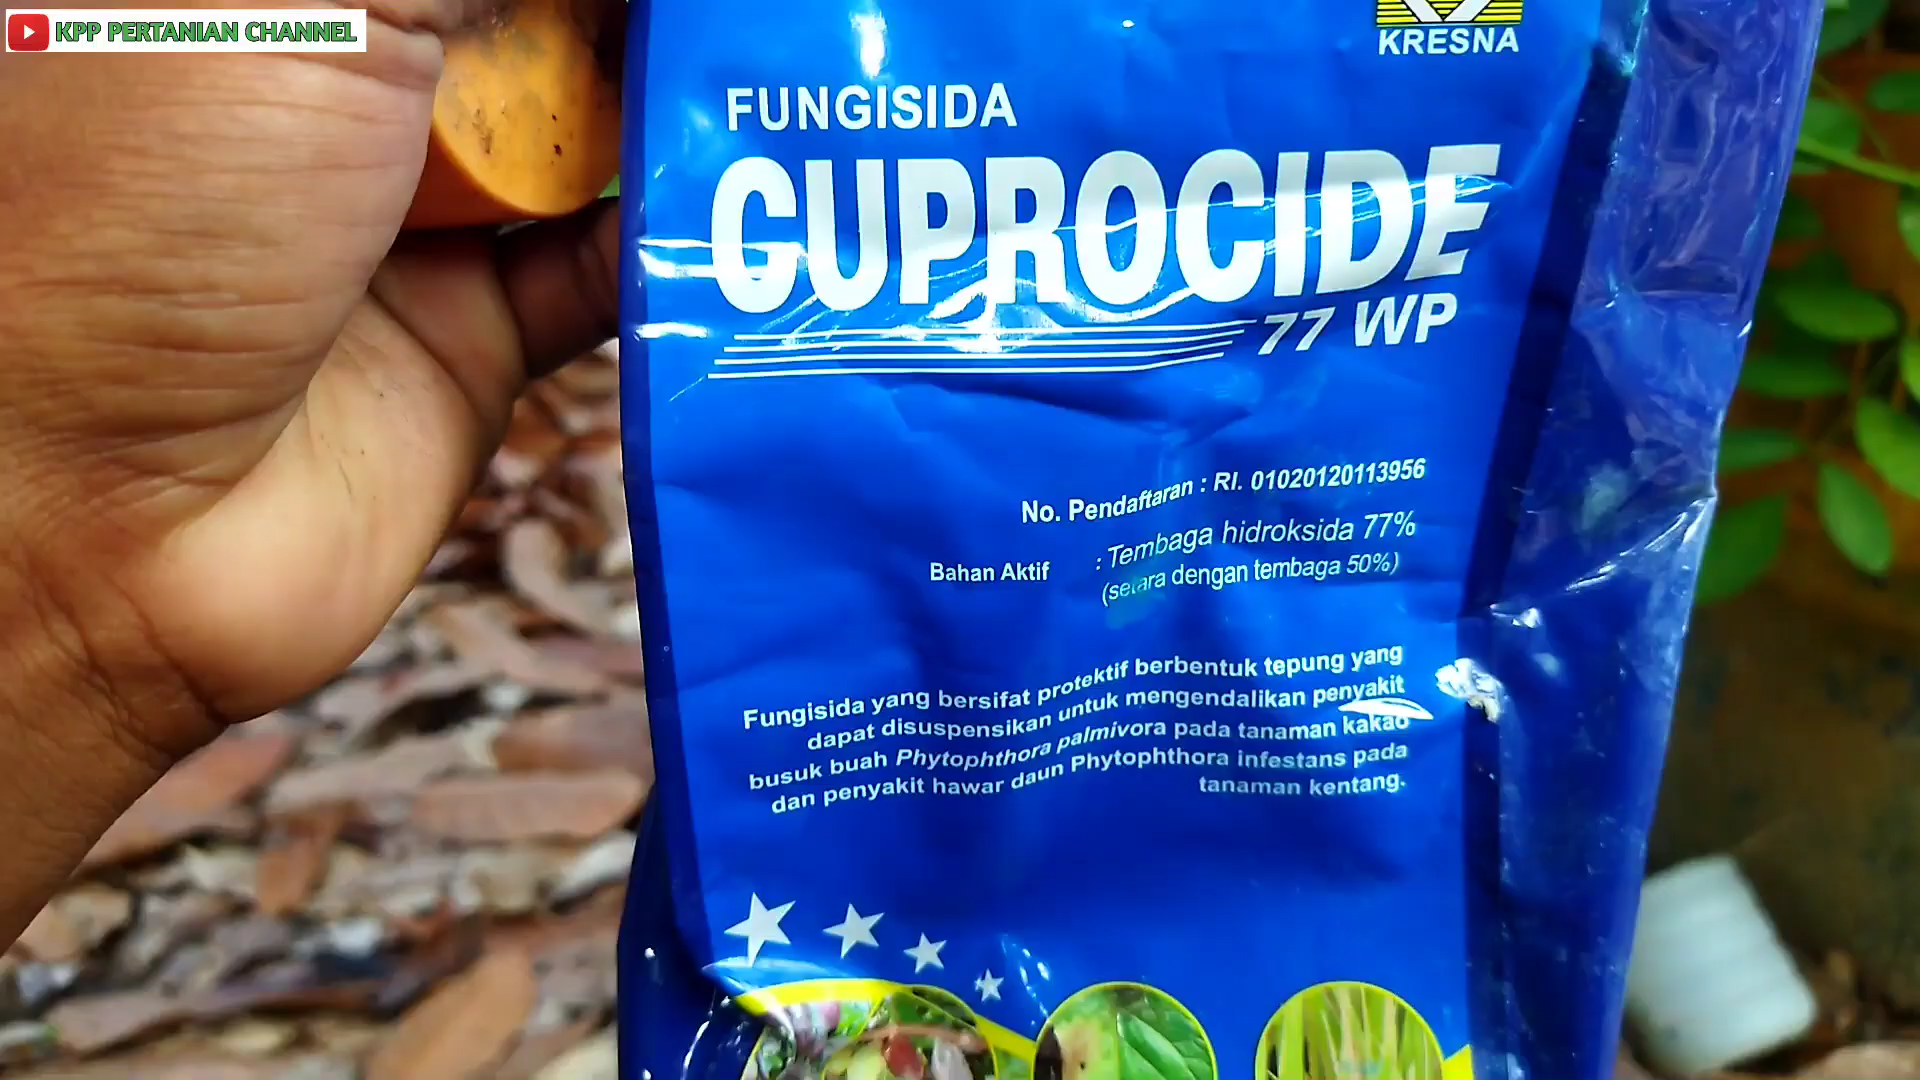 KPP PERTANIAN CHANNEL
KRESNA
FUNGISIDA
CUPROCIDE
77 WP
No. Pendaftaran : RI. 01020120113956
Bahan Aktif : Tembaga hidroksida 77%
(setara dengan tembaga 50%)
Fungisida yang bersifat protektif berbentuk tepung yang
dapat disuspensikan untuk mengendalikan penyakit
busuk buah Phytophthora palmivora pada tanaman kakao
dan penyakit hawar daun Phytophthora infestans pada
tanaman kentang.